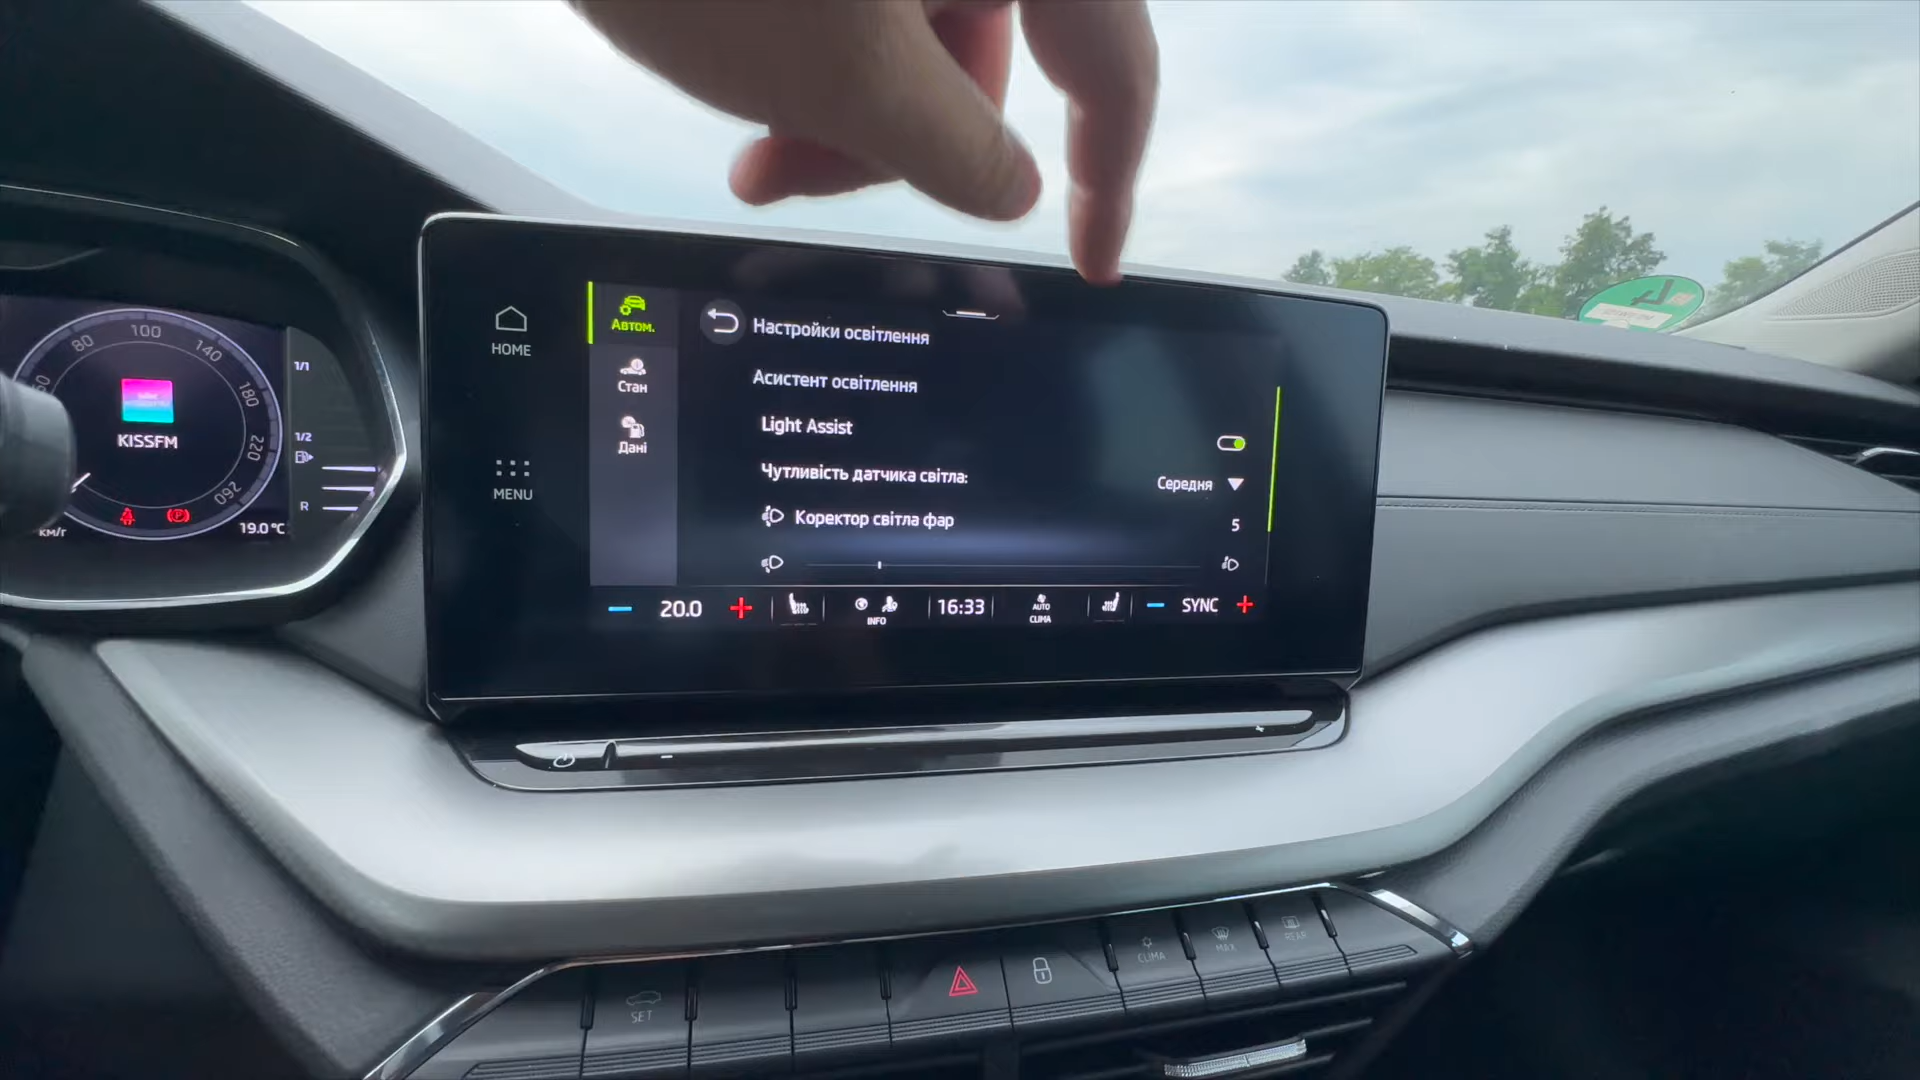 80
100
140
180
220
260
км/г
KISSFM
19.0°C
1/1
1/2
R
HOME
MENU
Автом.
Стан
Дані
Настройки освітлення
Асистент освітлення
Light Assist
Чутливість датчика світла:
Середня
Коректор світла фар
5
20.0
INFO
16:33
AUTO
CLIMA
SYNC
SET
CLIMA
MAX
REAR